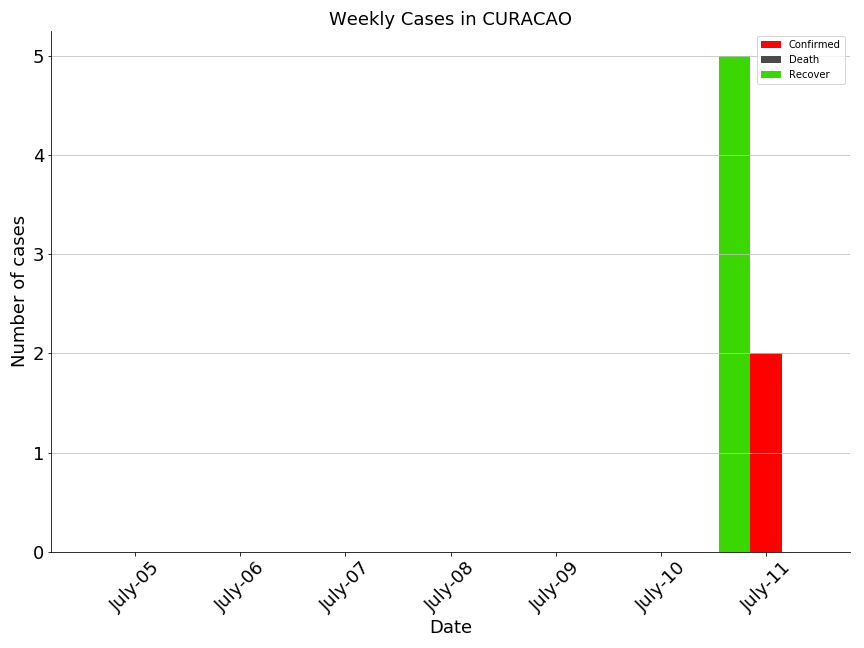 Weekly Cases in CURACAO
Confirmed
Death
Recover
Number of cases
5
4
3
2
1
0
July-05
July-06
July-07
July-08
July-09
July-10
July-11
Date